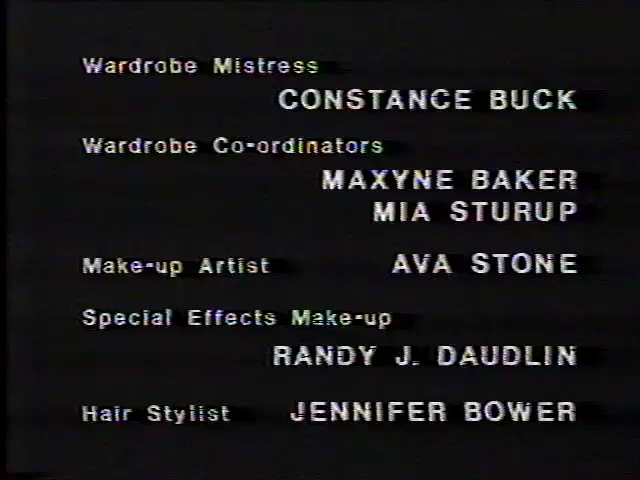 Wardrobe Mistress
CONSTANCE BUCK
Wardrobe Co-ordinators
MAXYNE BAKER
MIA STURUP
Make-up Artist AVA STONE
Special Effects Make-up
RANDY J. DAUDLIN
Hair Stylist JENNIFER BOWER